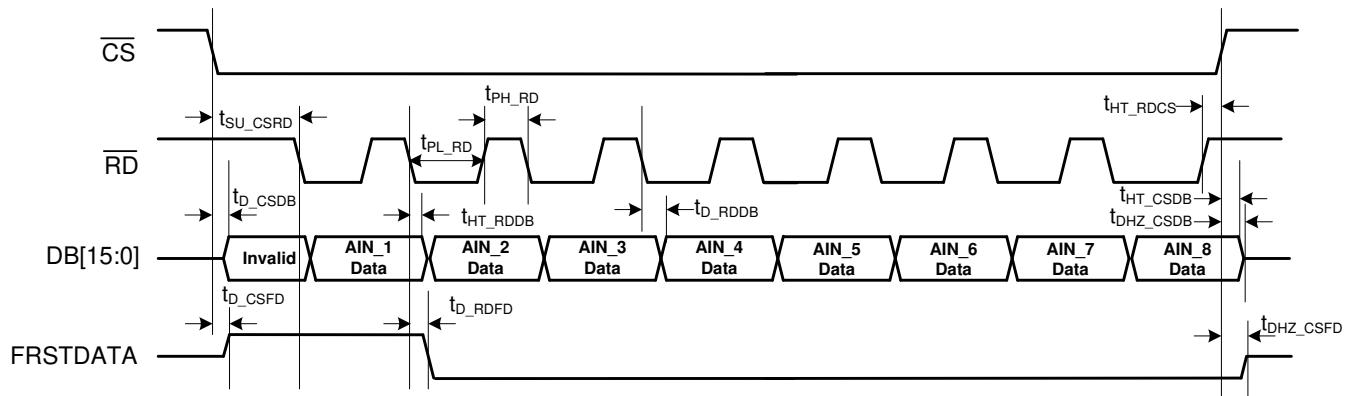 CS
tPH_RD
tHT_RDCS
tSU_CSRD
tPL_RD
RD
tD_CSDB
tHT_RDDB
tD_RDDB
tHT_CSDB
tDHZ_CSDB
DB[15:0]
Invalid
AIN_1
Data
AIN_2
Data
AIN_3
Data
AIN_4
Data
AIN_5
Data
AIN_6
Data
AIN_7
Data
AIN_8
Data
tD_CSFD
tD_RDFD
tDHZ_CSFD
FRSTDATA